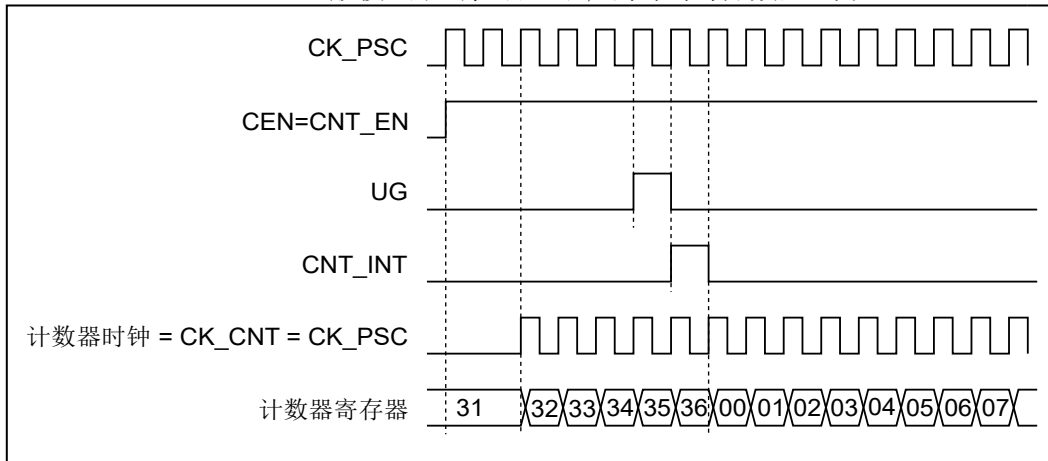 CK_PSC
CEN=CNT_EN
UG
CNT_INT
计数器时钟 = CK_CNT = CK_PSC
计数器寄存器 31 32 33 34 35 36 00 01 02 03 04 05 06 07